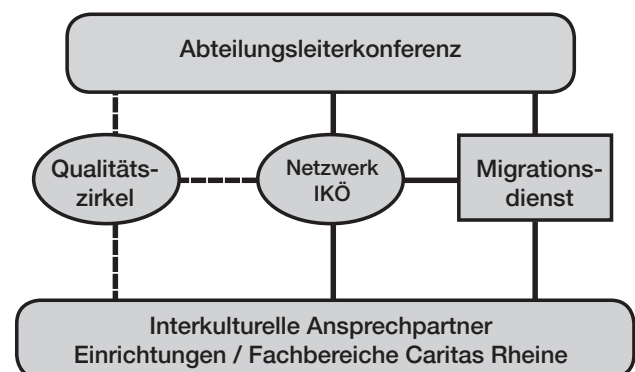 Abteilungsleiterkonferenz
Qualitäts-
zirkel
Netzwerk
IKÖ
Migrations-
dienst
Interkulturelle Ansprechpartner
Einrichtungen / Fachbereiche Caritas Rheine